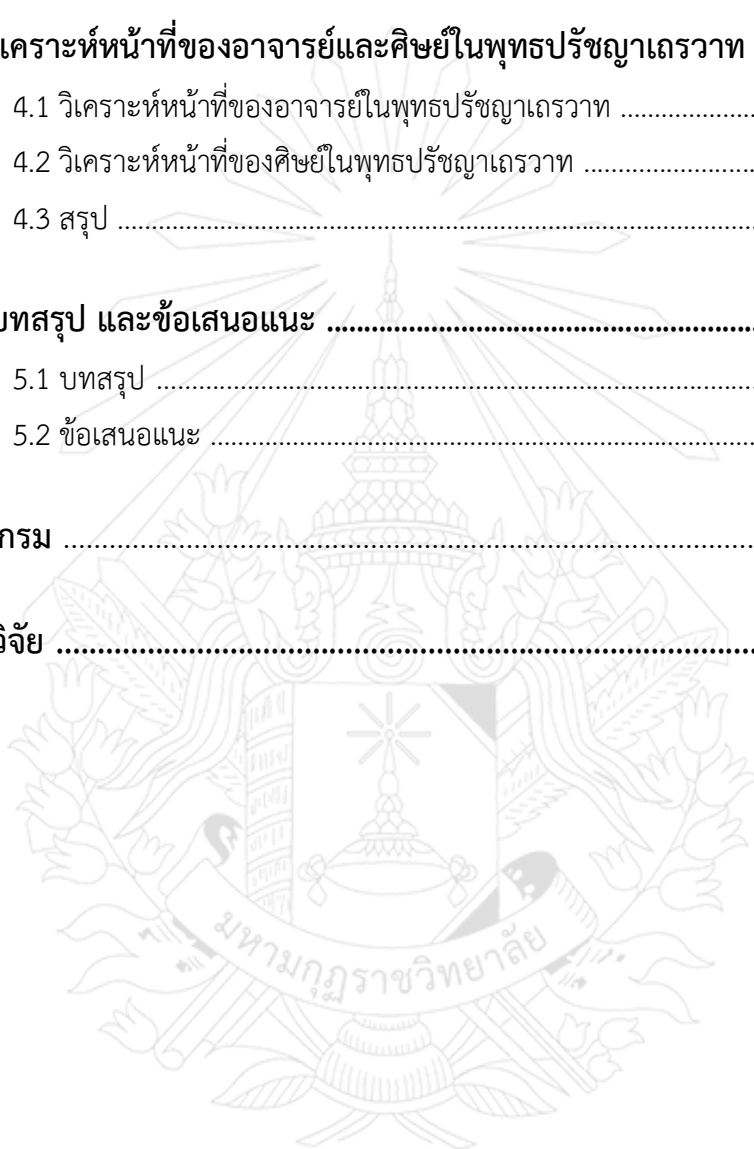 เคราะห์หน้าที่ของอาจารย์และศิษย์ในพุทธปรัชญาเถรวาท
4.1 วิเคราะห์หน้าที่ของอาจารย์ในพุทธปรัชญาเถรวาท ....................
4.2 วิเคราะห์หน้าที่ของศิษย์ในพุทธปรัชญาเถรวาท .........................
4.3 สรุป ..........................................................................................
บทสรุป และข้อเสนอแนะ ................................................................
5.1 บทสรุป ....................................................................................
5.2 ข้อเสนอแนะ ............................................................................
กรม ..................................................................................................
วิจัย ..................................................................................................
มหามกุฏราชวิทยาลัย